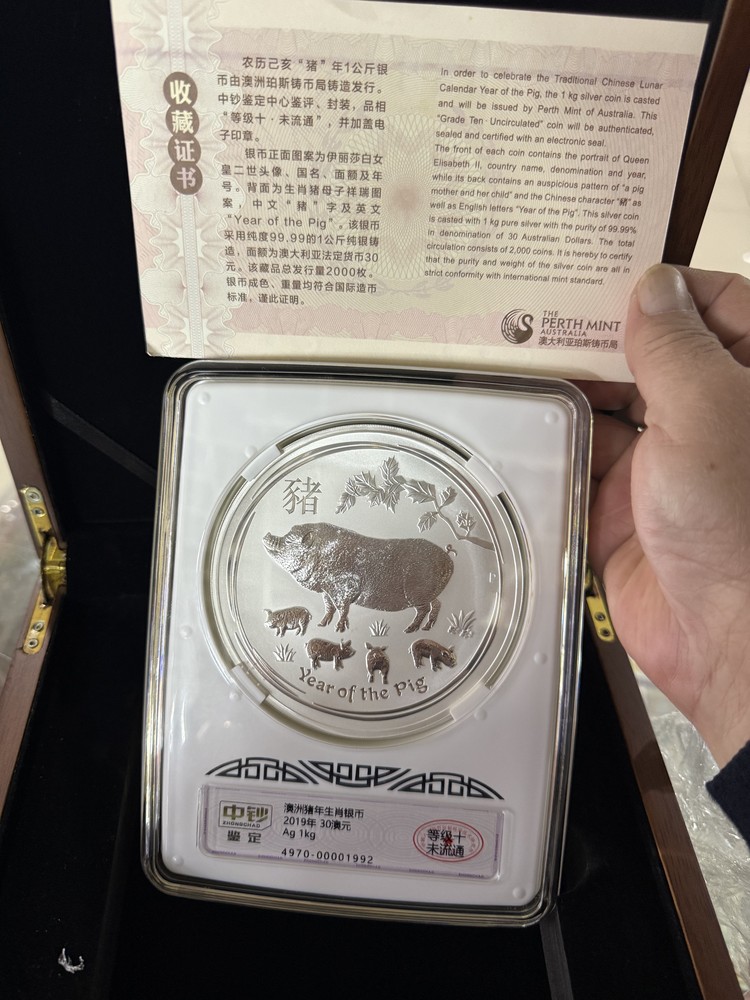 收藏证书
农历己亥“猪”年1公斤银
币由澳洲珀斯铸币局铸造发行。
中钞鉴定中心鉴评、封装，品相
“等级十·未流通”，并加盖电
子印章。
银币正面图案为伊丽莎白女
皇二世头像、国名、面额及年
号。背面为生肖猪母子祥瑞图
案，中文“豬”字及英文
“Year of the Pig”。该银币
采用纯度99.99的1公斤纯银铸
造，面额为澳大利亚法定货币30
元。该藏品总发行量2000枚。
银币成色、重量均符合国际造币
标准，谨此证明。
In order to celebrate the Traditional Chinese Lunar
Calendar Year of the Pig, the 1 kg silver coin is casted
and will be issued by Perth Mint of Australia. This
“Grade Ten·Uncirculated” coin will be authenticated,
sealed and certified with an electronic seal.
The front of each coin contains the portrait of Queen
Elisabeth II, country name, denomination and year,
while its back contains an auspicious pattern of “a pig
mother and her child” and the Chinese character “豬” as
well as English letters “Year of the Pig”. This silver coin
is casted with 1 kg pure silver with the purity of 99.99%
in denomination of 30 Australian Dollars. The total
circulation consists of 2,000 coins. It is hereby to certify
that the purity and weight of the silver coin are all in
strict conformity with international mint standard.
THE
PERTH MINT
AUSTRALIA
澳大利亚珀斯铸币局
豬
P
Year of the Pig
中钞
ZHONGCHAO
鉴定
澳洲猪年生肖银币
2019年 30澳元
Ag 1kg
4970-00001992
等级十
未流通